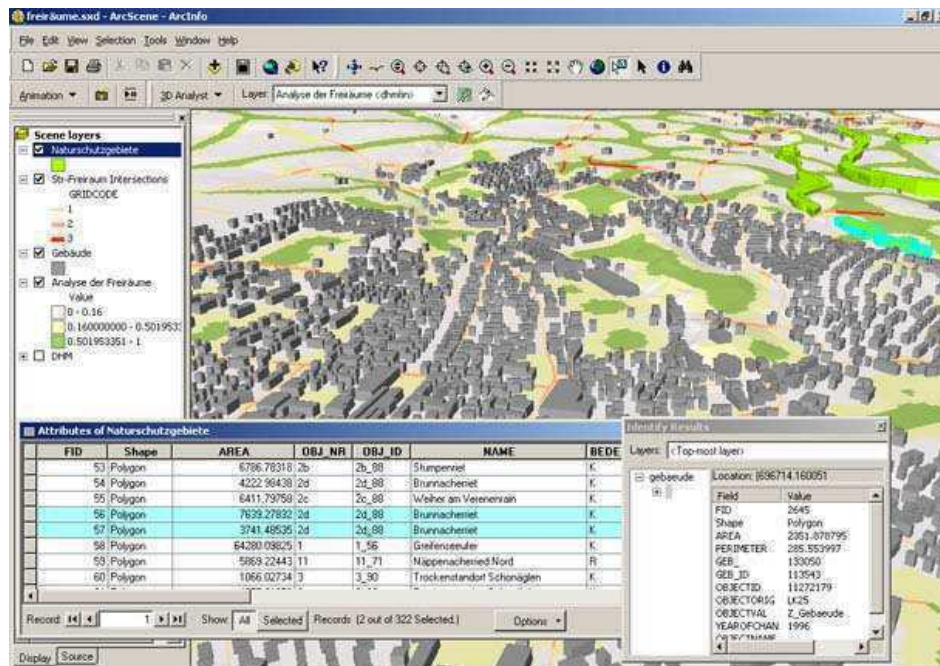 freiräume.sxd - ArcScene - ArcInfo
File Edit View Selection Tools Window Help
Animation 3D Analyst Layer: Analyse der Freiräume <dhmlin>
Scene layers
Naturschutzgebiete
Str-Freiraum Intersections
GRIDCODE
1
2
3
Gebäude
Analyse der Freiräume
Value
0 - 0.16
0.160000000 - 0.5019533
0.501953351 - 1
DHM
Attributes of Naturschutzgebiete
FID Shape AREA OBJ_NR OBJ_ID NAME BEDE
53 Polygon 6786.78318 2b 2b_88 Stumpenriet K
54 Polygon 4222.98438 2d 2d_88 Brunnacherriet K
55 Polygon 6411.79758 2c 2c_88 Weiher am Verenenrain K
56 Polygon 7639.27832 2d 2d_88 Brunnacherriet K
57 Polygon 3741.48535 2d 2d_88 Brunnacherriet K
58 Polygon 64280.09825 1 1_56 Greifenseeufer K
59 Polygon 5869.22443 11 11_71 Näppenacherried Nord R
60 Polygon 1066.02734 3 3_90 Trockenstandort Schonäglen K
Record: 1 Show: All Selected Records (2 out of 322 Selected.) Options
Display Source
Identify Results
Layers: <Top-most layer>
gebaeude
Location: (696714.160051
Field Value
FID 2645
Shape Polygon
AREA 2351.878795
PERIMETER 285.553997
GEB_ 133050
GEB_ID 113543
OBJECTID 11272179
OBJECTORIG LK25
OBJECTVAL Z_Gebaeude
YEAROFCHAN 1996
OBJECTNAME